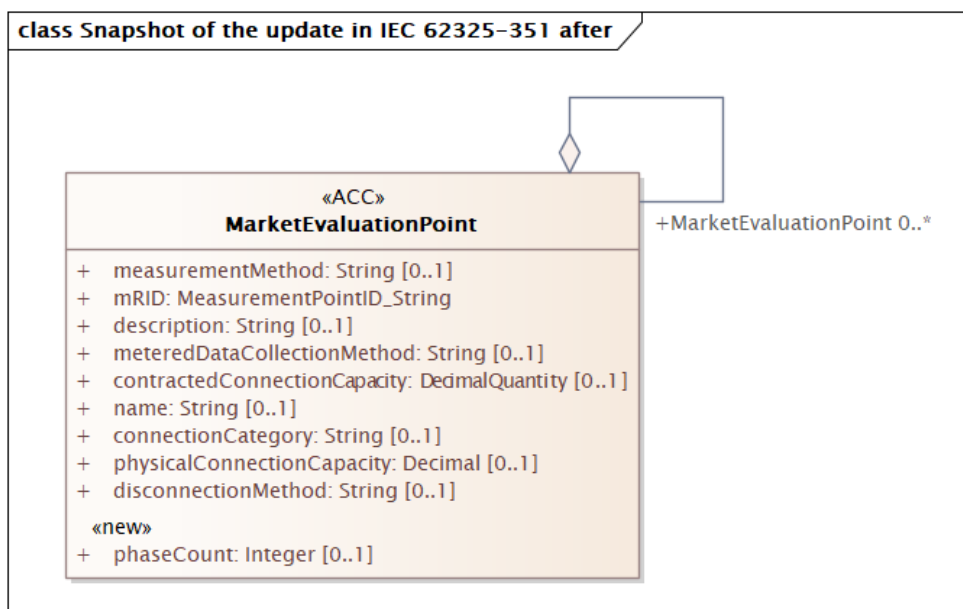 class Snapshot of the update in IEC 62325-351 after
«ACC»
MarketEvaluationPoint
+MarketEvaluationPoint 0..*
+ measurementMethod: String [0..1]
+ mRID: MeasurementPointID_String
+ description: String [0..1]
+ meteredDataCollectionMethod: String [0..1]
+ contractedConnectionCapacity: DecimalQuantity [0..1]
+ name: String [0..1]
+ connectionCategory: String [0..1]
+ physicalConnectionCapacity: Decimal [0..1]
+ disconnectionMethod: String [0..1]
«new»
+ phaseCount: Integer [0..1]